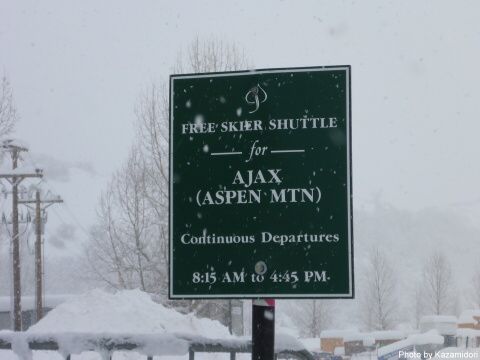 FREE SKIER SHUTTLE
for
AJAX
(ASPEN MTN)
Continuous Departures
8:15 AM to 4:45 PM
Photo by Kazamidori